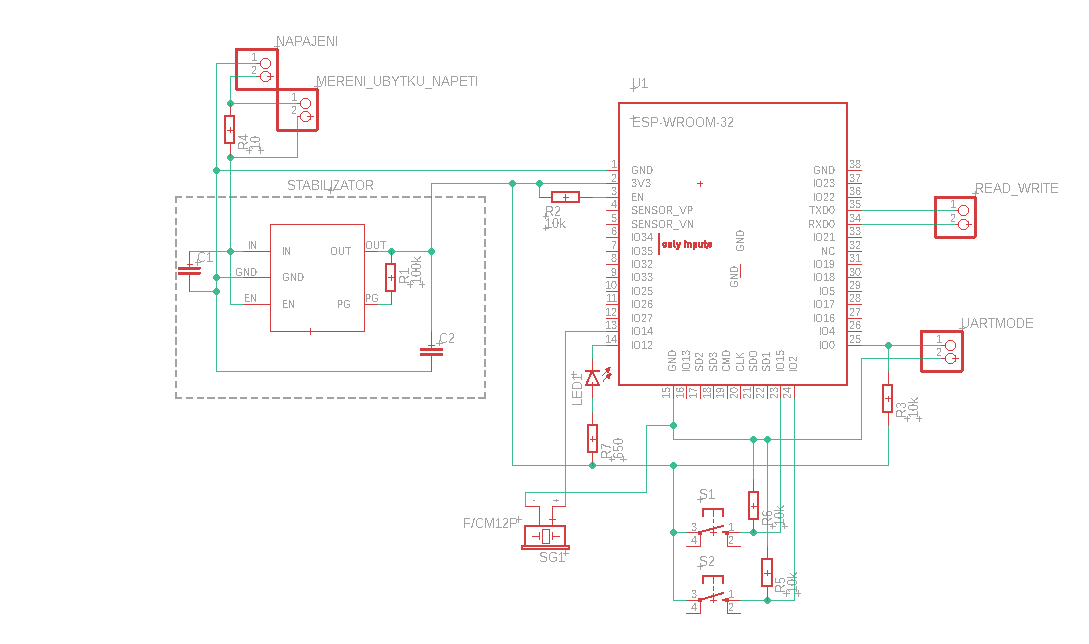 NAPAJENI
1
2
MERENI_UBYTKU_NAPETI
1
2
R4
10
STABILIZATOR
C1
IN
GND
EN
IN
GND
EN
OUT
PG
OUT
PG
R1
100k
C2
U1
ESP-WROOM-32
1 GND
2 3V3
3 EN
4 SENSOR_VP
5 SENSOR_VN
6 IO34
7 IO35
only inputs
8 IO32
9 IO33
10 IO25
11 IO26
12 IO27
13 IO14
14 IO12
GND
GND
GND 38
IO23 37
IO22 36
TXD0 35
RXD0 34
IO21 33
NC 32
IO19 31
IO18 30
IO5 29
IO17 28
IO16 27
IO4 26
IO0 25
GND IO13 SD2 SD3 CMD CLK SD0 SD1 IO15 IO2
15 16 17 18 19 20 21 22 23 24
R2
10k
READ_WRITE
1
2
UARTMODE
1
2
R3
10k
LED1
R7
650
F/CM12P
- +
SG1
S1
3 1
4 2
R6
10k
S2
3 1
4 2
R5
10k